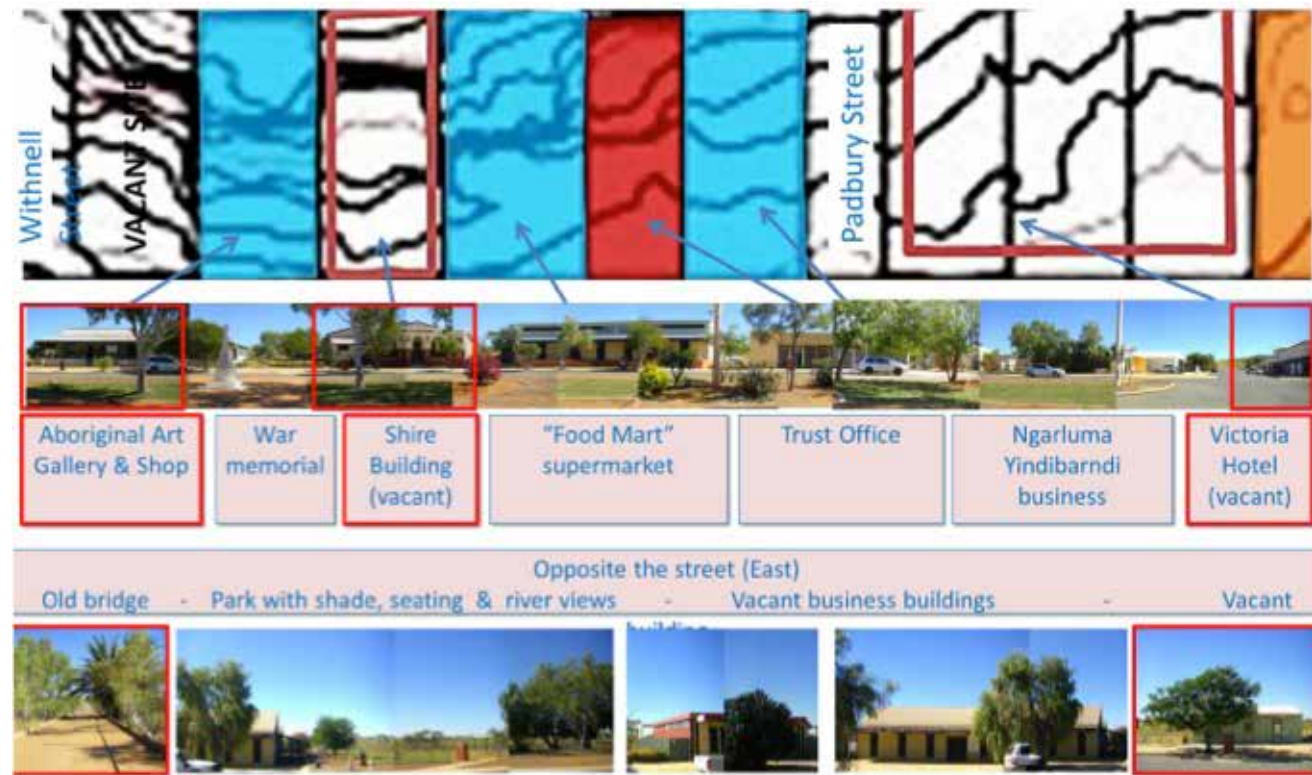 Withnell
Street
VACANT S
Padbury Street
Aboriginal Art
Gallery & Shop
War
memorial
Shire
Building
(vacant)
"Food Mart"
supermarket
Trust Office
Ngarluma
Yindibarndi
business
Victoria
Hotel
(vacant)
Opposite the street (East)
Old bridge - Park with shade, seating & river views - Vacant business buildings - Vacant
building